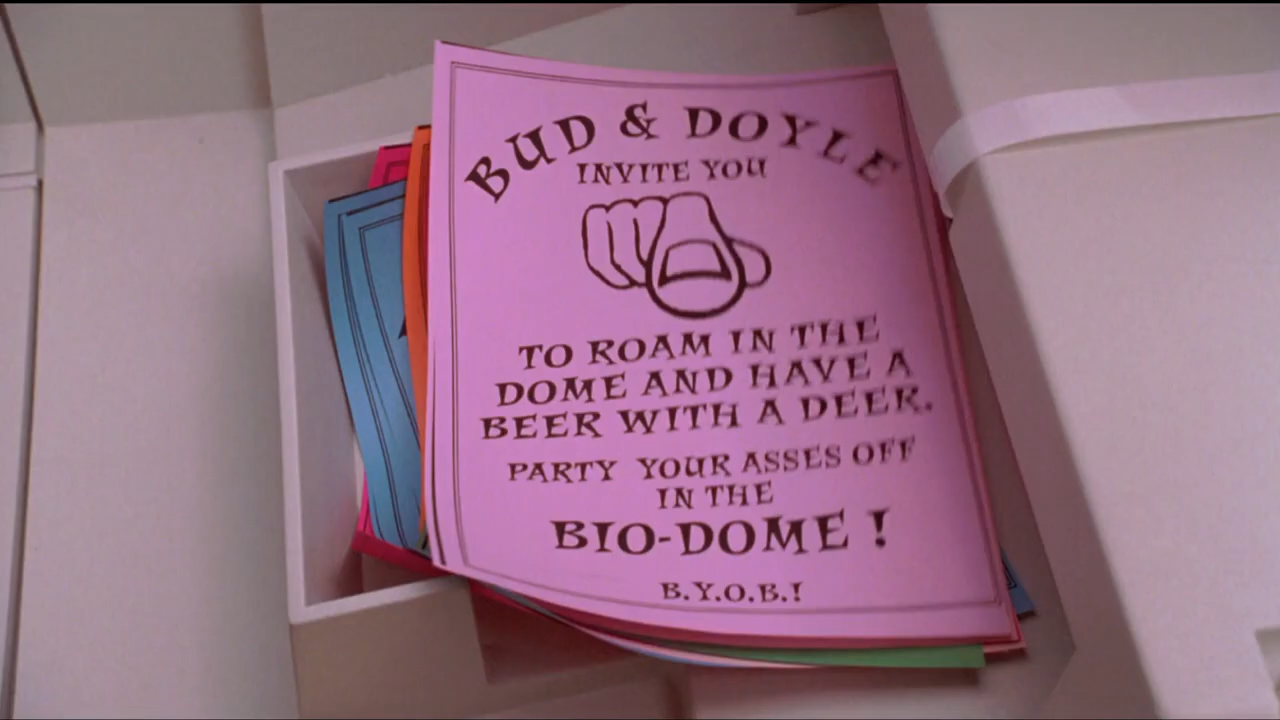 BUD & DOYLE
INVITE YOU
TO ROAM IN THE
DOME AND HAVE A
BEER WITH A DEER.
PARTY YOUR ASSES OFF
IN THE
BIO-DOME !
B.Y.O.B.!